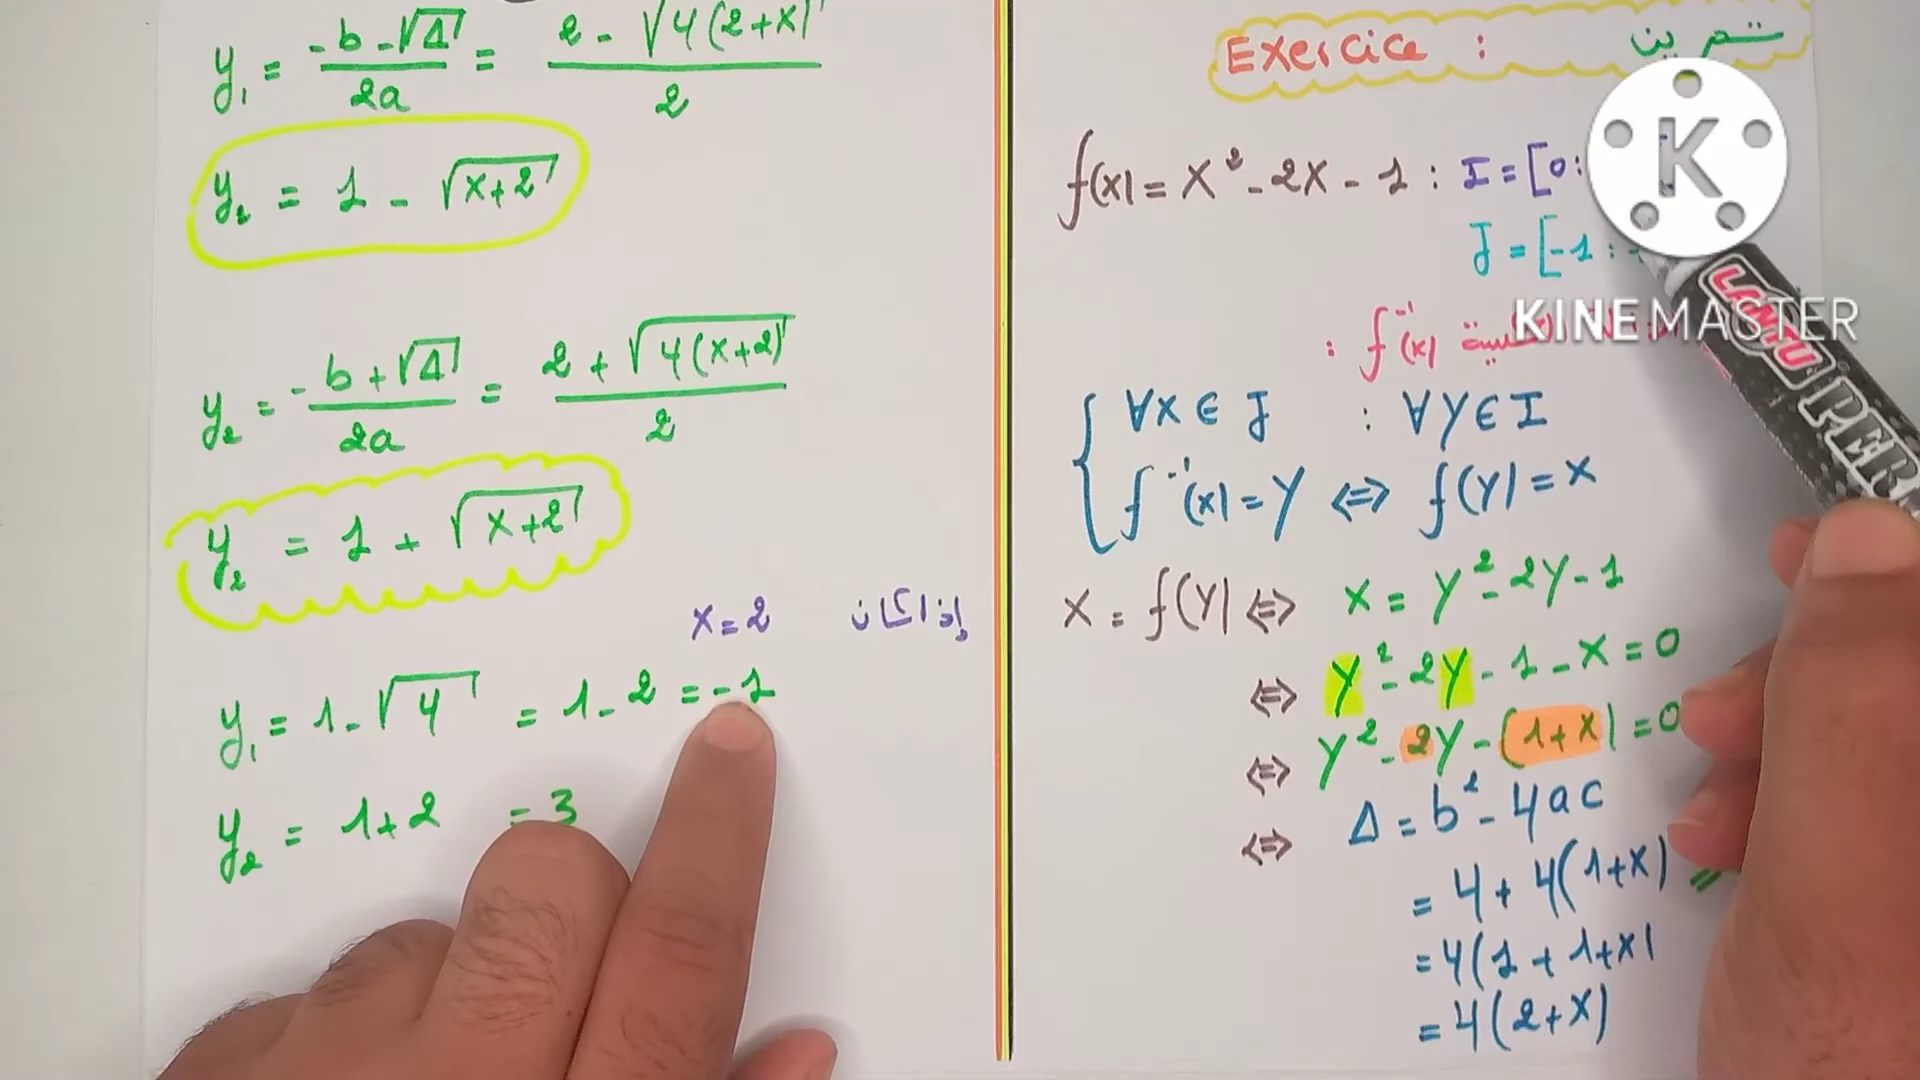 y₁ = (-b - √Δ)/2a = (2 - √4(2+x))/2
y₁ = 1 - √x+2
y₂ = (-b + √Δ)/2a = (2 + √4(x+2))/2
y₂ = 1 + √x+2
إذا كان x = 2
y₁ = 1 - √4 = 1 - 2 = -1
y₂ = 1 + 2 = 3
Exercice : تمرين
f(x) = x² - 2x - 1 : I = [0 :
J = [-1 :
f⁻¹(x) :
KINEMASTER
∀x ∈ J : ∀y ∈ I
f⁻¹(x) = y ⇔ f(y) = x
x = f(y) ⇔ x = y² - 2y - 1
⇔ y² - 2y - 1 - x = 0
⇔ y² - 2y - (1+x) = 0
⇔ Δ = b² - 4ac
= 4 + 4(1+x)
= 4(1 + 1+x)
= 4(2+x)